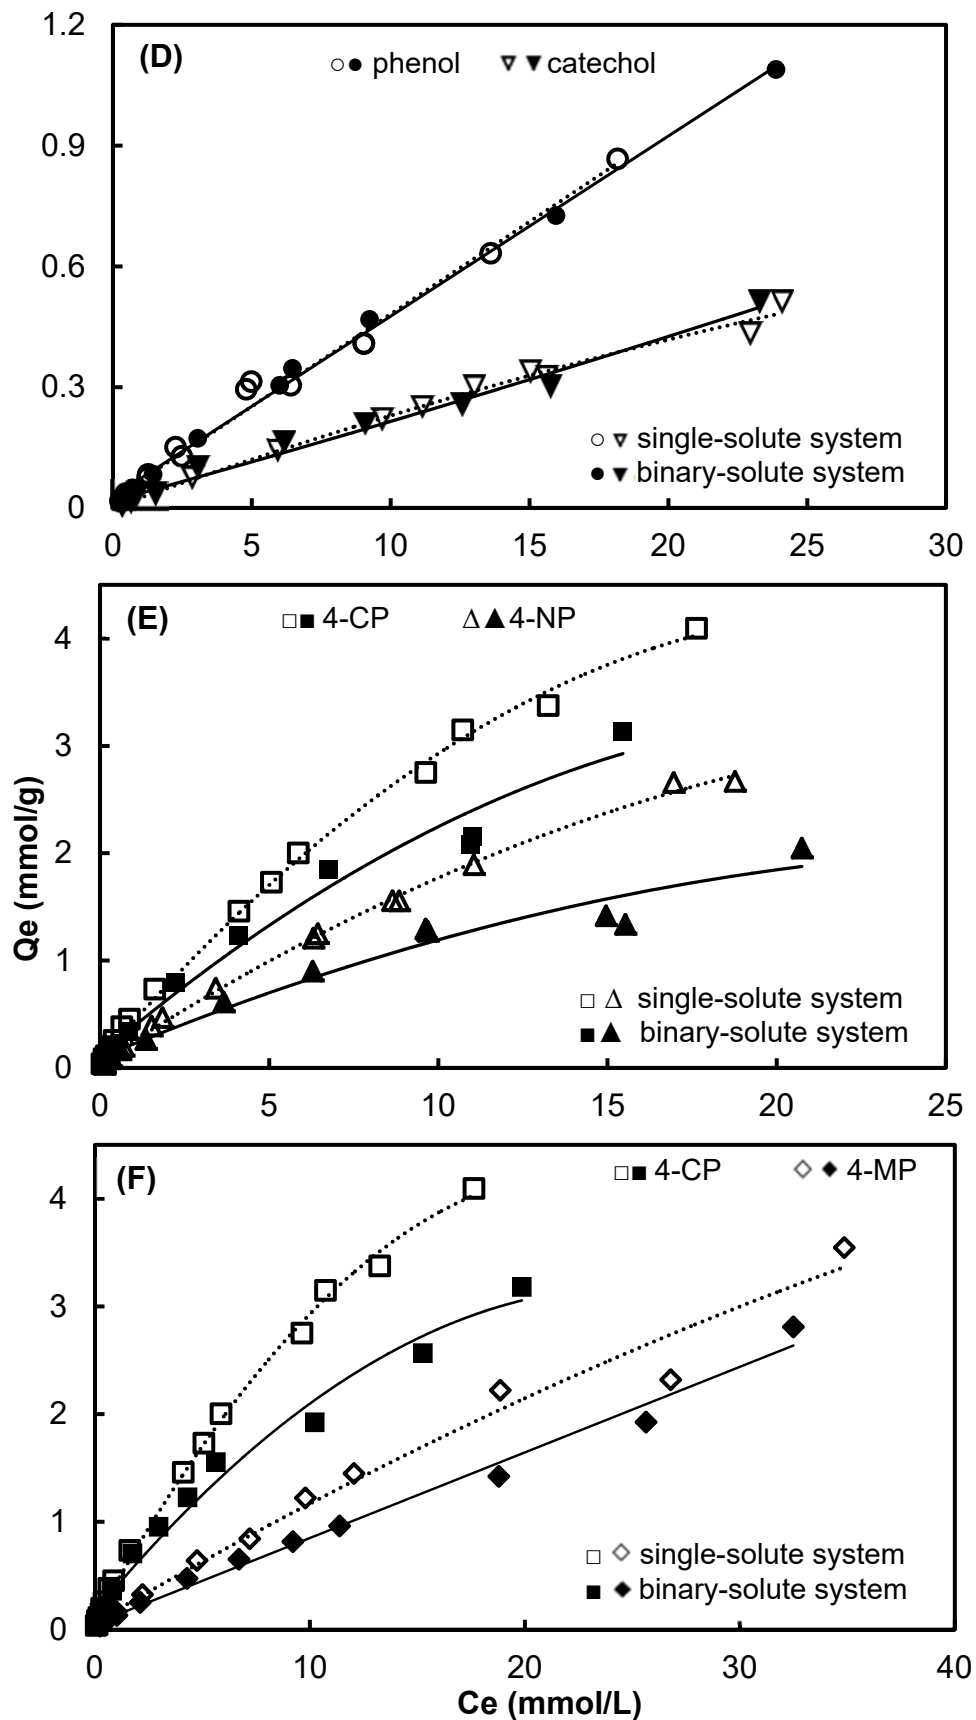 1.2
(D)
○● phenol ▽▼ catechol
0.9
0.6
0.3
○ ▽ single-solute system
● ▼ binary-solute system
0
0 5 10 15 20 25 30
(E)
□■ 4-CP △▲ 4-NP
4
3
2
1
□ △ single-solute system
■ ▲ binary-solute system
0
0 5 10 15 20 25
Qe (mmol/g)
(F)
□■ 4-CP ◇ ◆ 4-MP
4
3
2
1
□ ◇ single-solute system
■ ◆ binary-solute system
0
0 10 20 30 40
Ce (mmol/L)